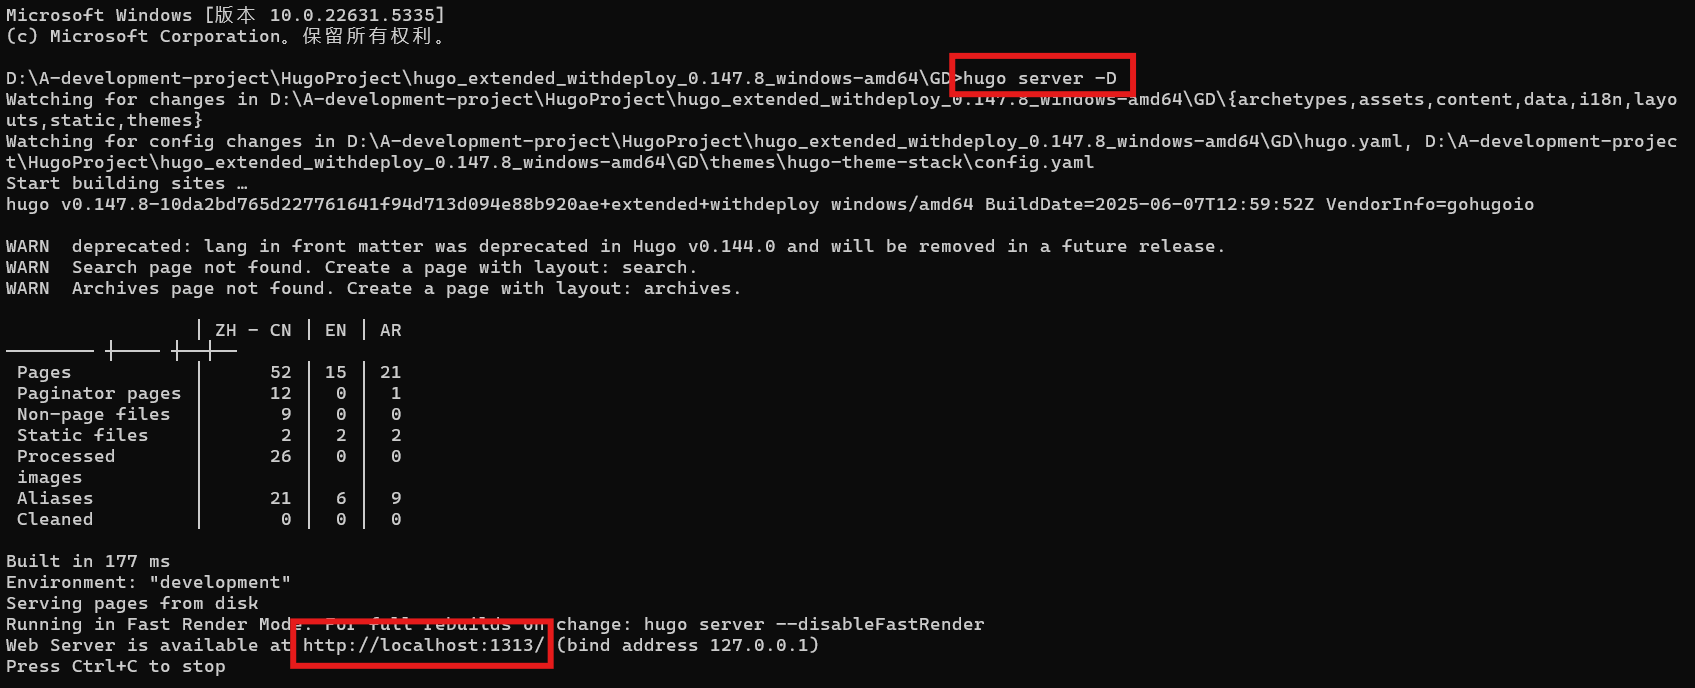 Microsoft Windows [版本 10.0.22631.5335]
(c) Microsoft Corporation。保留所有权利。
D:\A-development-project\HugoProject\hugo_extended_withdeploy_0.147.8_windows-amd64\GD>hugo server -D
Watching for changes in D:\A-development-project\HugoProject\hugo_extended_withdeploy_0.147.8_windows-amd64\GD\{archetypes,assets,content,data,i18n,layo
uts,static,themes}
Watching for config changes in D:\A-development-project\HugoProject\hugo_extended_withdeploy_0.147.8_windows-amd64\GD\hugo.yaml, D:\A-development-projec
t\HugoProject\hugo_extended_withdeploy_0.147.8_windows-amd64\GD\themes\hugo-theme-stack\config.yaml
Start building sites …
hugo v0.147.8-10da2bd765d227761641f94d713d094e88b920ae+extended+withdeploy windows/amd64 BuildDate=2025-06-07T12:59:52Z VendorInfo=gohugoio
WARN  deprecated: lang in front matter was deprecated in Hugo v0.144.0 and will be removed in a future release.
WARN  Search page not found. Create a page with layout: search.
WARN  Archives page not found. Create a page with layout: archives.
│ ZH - CN │ EN │ AR
Pages │ 52 │ 15 │ 21
Paginator pages │ 12 │ 0 │ 1
Non-page files │ 9 │ 0 │ 0
Static files │ 2 │ 2 │ 2
Processed │ 26 │ 0 │ 0
images
Aliases │ 21 │ 6 │ 9
Cleaned │ 0 │ 0 │ 0
Built in 177 ms
Environment: "development"
Serving pages from disk
Running in Fast Render Mode. For full rebuilds on change: hugo server --disableFastRender
Web Server is available at http://localhost:1313/ (bind address 127.0.0.1)
Press Ctrl+C to stop